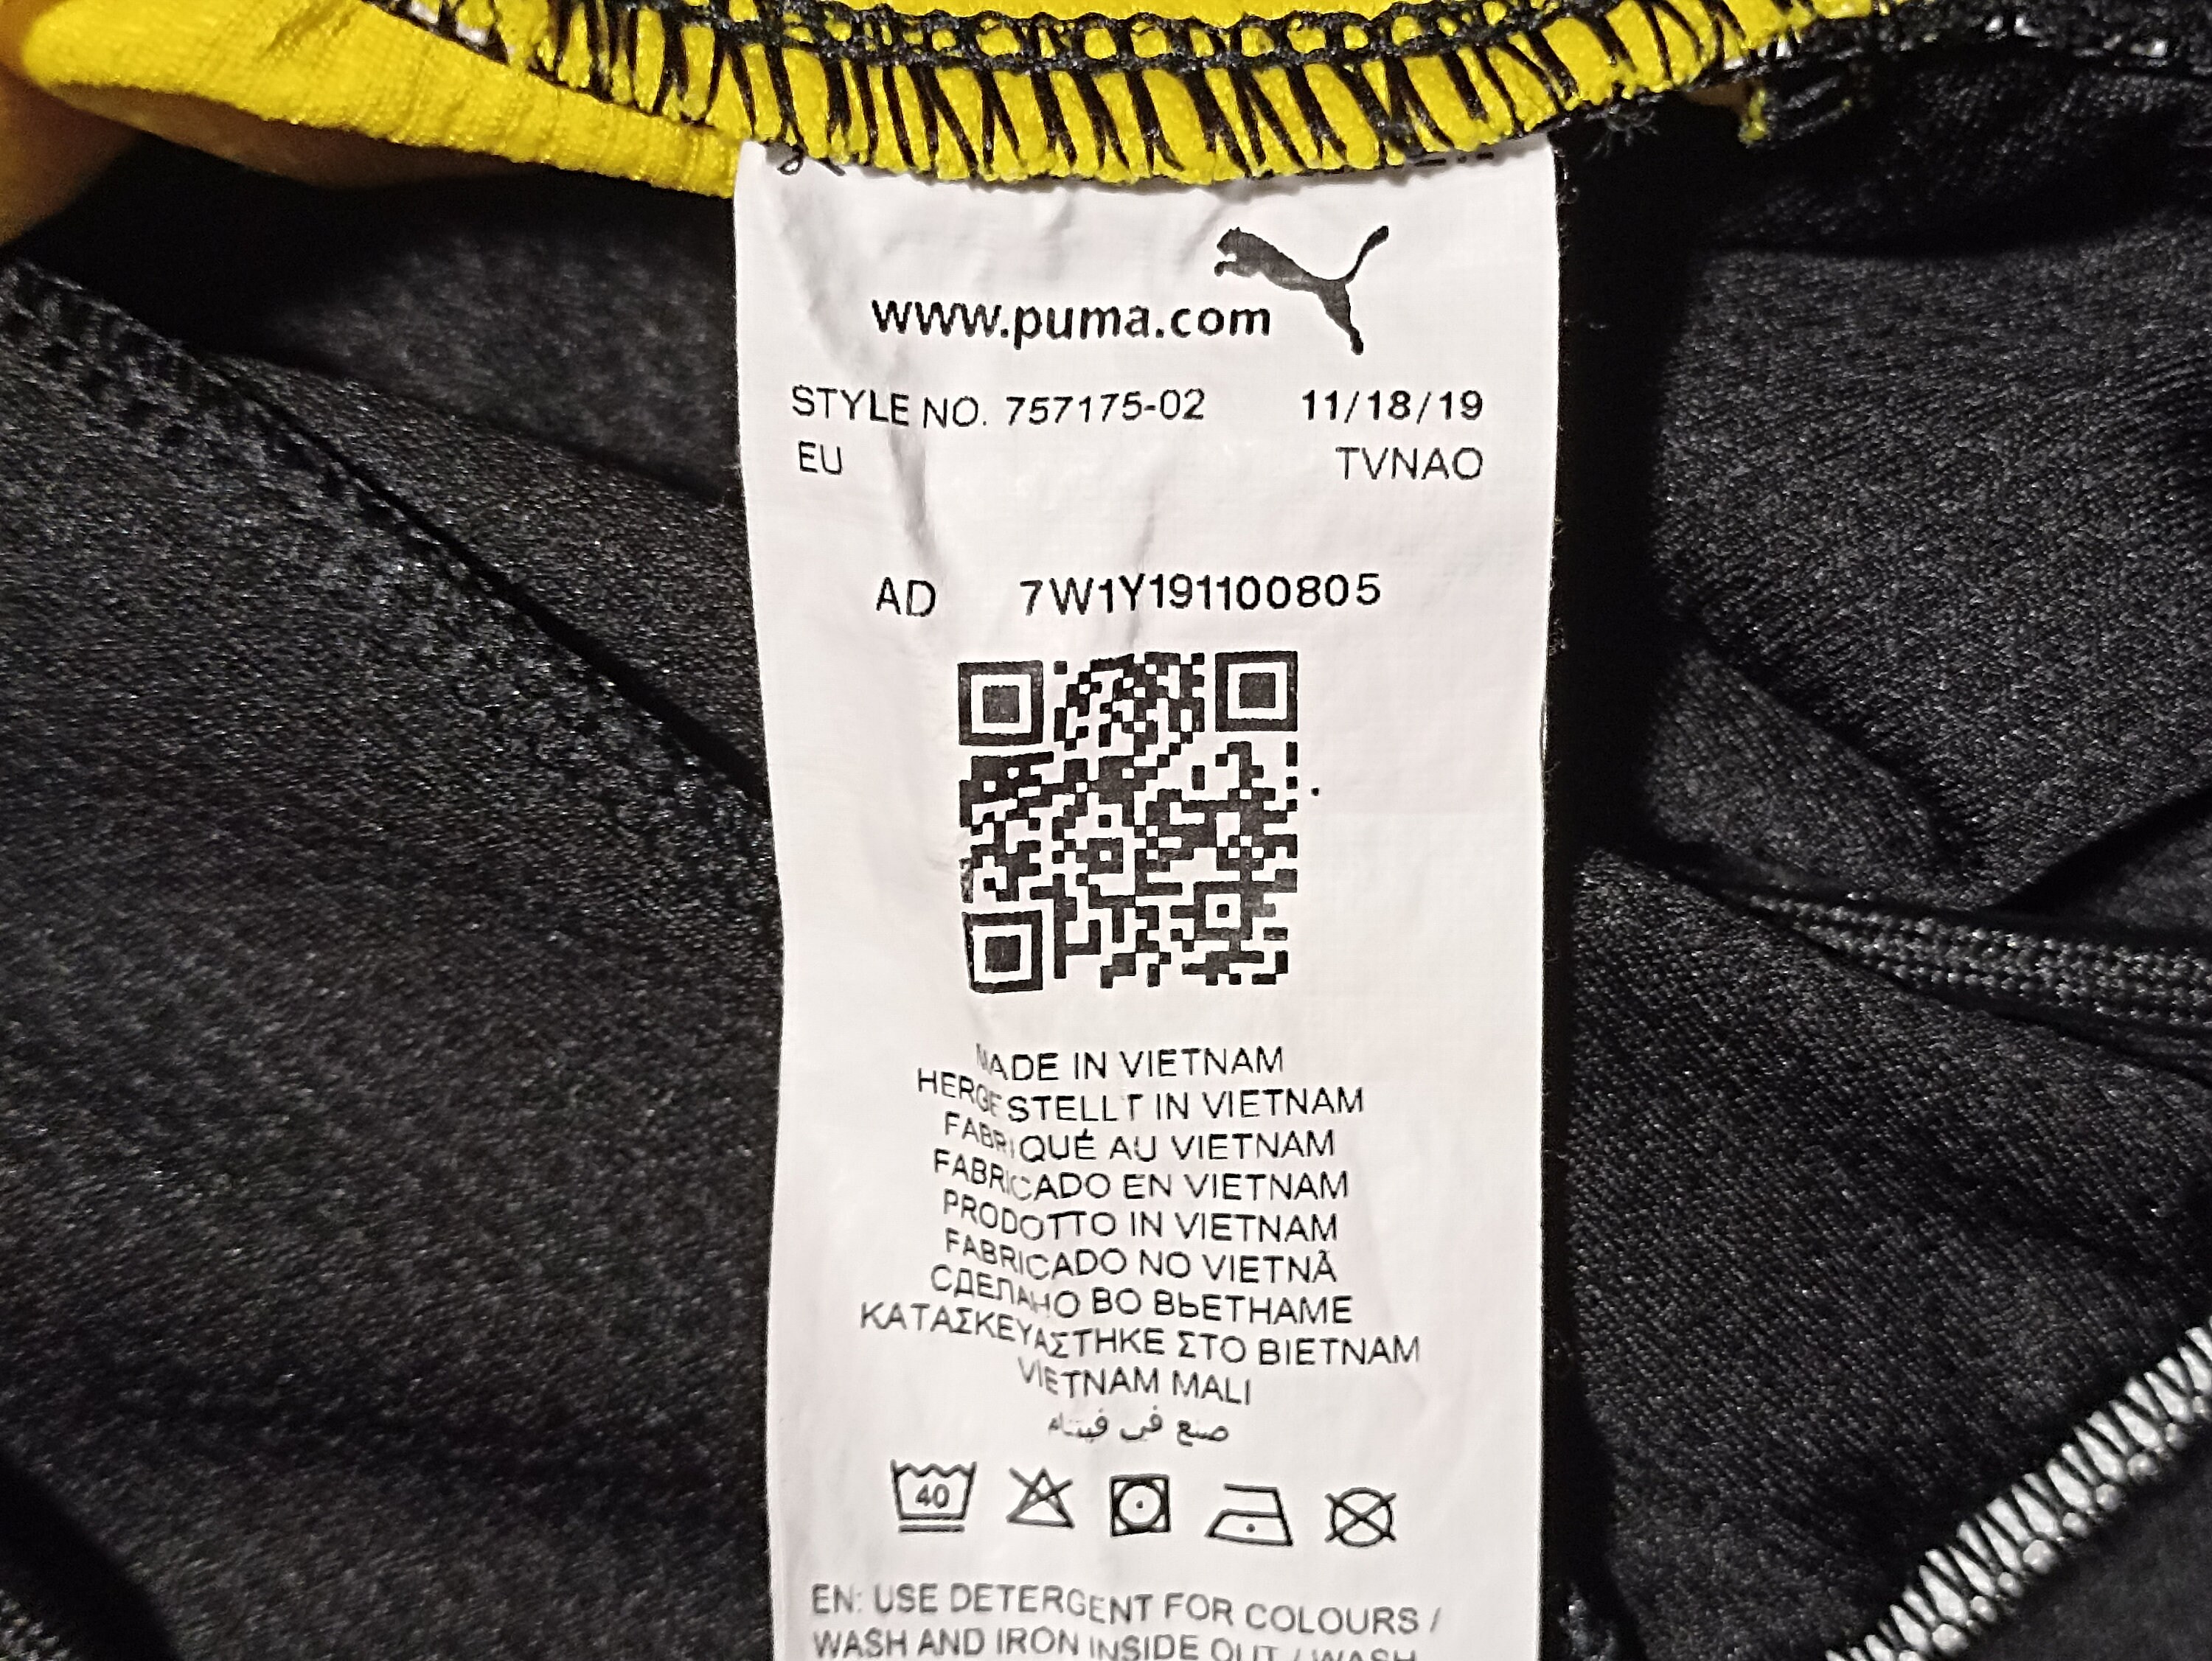 www.puma.com
STYLE NO. 757175-02 11/18/19
EU TVNAO
AD 7W1Y191100805
MADE IN VIETNAM
HERGESTELLT IN VIETNAM
FABRIQUÉ AU VIETNAM
FABRICADO EN VIETNAM
PRODOTTO IN VIETNAM
FABRICADO NO VIETNÃ
СДЕЛАНО ВО ВЬЕТНАМЕ
ΚΑΤΑΣΚΕΥΑΣΤΗΚΕ ΣΤΟ ΒΙΕΤΝΑΜ
VIETNAM MALI
صنع في
40
EN: USE DETERGENT FOR COLOURS /
WASH AND IRON INSIDE OUT / WASH